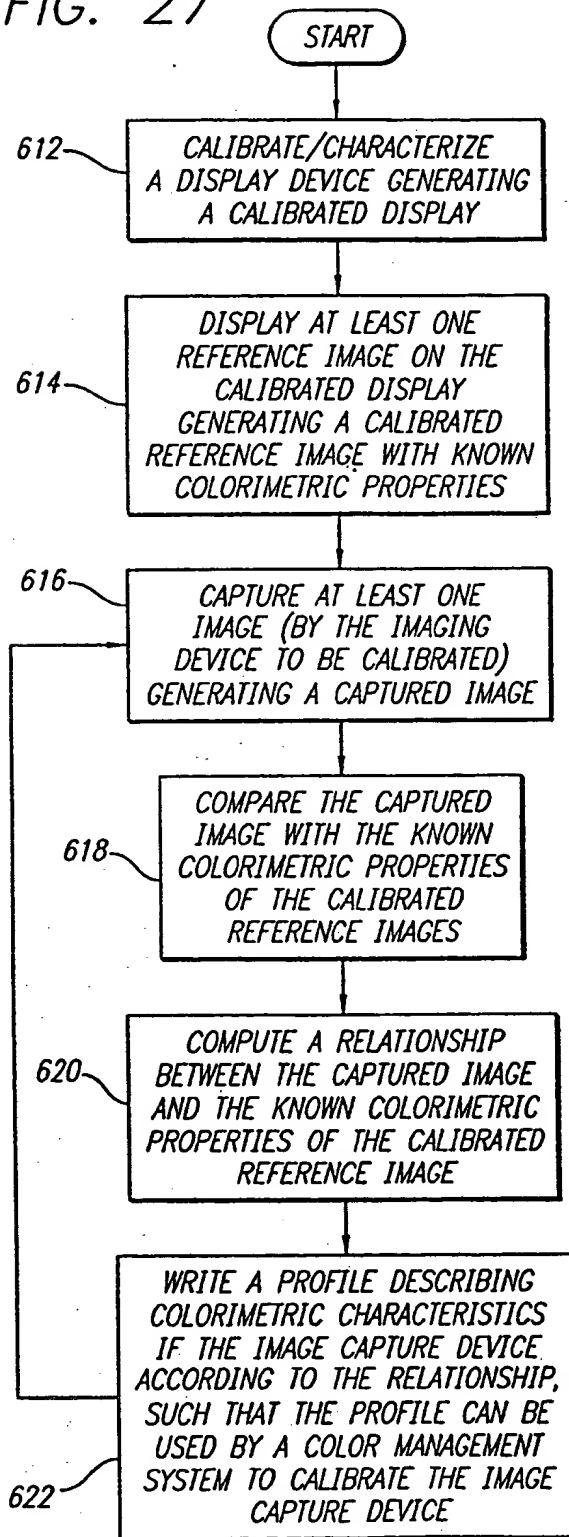 FIG. 27
START
612
CALIBRATE/CHARACTERIZE
A DISPLAY DEVICE GENERATING
A CALIBRATED DISPLAY
614
DISPLAY AT LEAST ONE
REFERENCE IMAGE ON THE
CALIBRATED DISPLAY
GENERATING A CALIBRATED
REFERENCE IMAGE WITH KNOWN
COLORIMETRIC PROPERTIES
616
CAPTURE AT LEAST ONE
IMAGE (BY THE IMAGING
DEVICE TO BE CALIBRATED)
GENERATING A CAPTURED IMAGE
618
COMPARE THE CAPTURED
IMAGE WITH THE KNOWN
COLORIMETRIC PROPERTIES
OF THE CALIBRATED
REFERENCE IMAGES
620
COMPUTE A RELATIONSHIP
BETWEEN THE CAPTURED IMAGE
AND THE KNOWN COLORIMETRIC
PROPERTIES OF THE CALIBRATED
REFERENCE IMAGE
622
WRITE A PROFILE DESCRIBING
COLORIMETRIC CHARACTERISTICS
IF THE IMAGE CAPTURE DEVICE
ACCORDING TO THE RELATIONSHIP,
SUCH THAT THE PROFILE CAN BE
USED BY A COLOR MANAGEMENT
SYSTEM TO CALIBRATE THE IMAGE
CAPTURE DEVICE